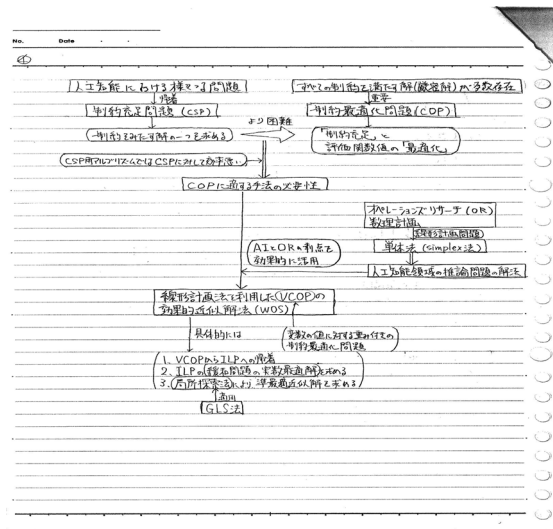 No.
Date
①
人工知能における様々な問題
すべての制約を満たす解(厳密解)が多数存在
帰着
重要
制約充足問題(CSP)
制約最適化問題(COP)
より困難
制約をみたす解の一つを求める
「制約充足」と
評価関数値の「最適化」
CSP用アルゴリズムではCSPに対して効率悪い
COPに適する手法の必要性
オペレーションズリサーチ(OR)
数理計画
線形計画問題
AIとORの利点を
効果的に活用
単体法(simplex法)
人工知能領域の推論問題の解法
線形計画法を利用した(VCOP)の
効果的近似解法(WOS)
具体的には
変数の値に対する重み付きの
制約最適化問題
1. VCOPからILPへの帰着
2. ILPの緩和問題の実数最適解を求める
3. 局所探索法により準最適近似解を求める
適用
GLS法